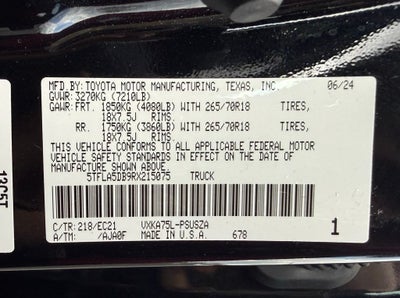 MFD.BY: TOYOTA MOTOR MANUFACTURING, TEXAS, INC. 06/24
GVWR: 3270KG (7210LB)
GAWR: FRT. 1850KG (4080LB) WITH 265/70R18 TIRES,
18X7.5J RIMS.
RR. 1750KG (3860LB) WITH 265/70R18 TIRES,
18X7.5J RIMS.
THIS VEHICLE CONFORMS TO ALL APPLICABLE FEDERAL MOTOR
VEHICLE SAFETY STANDARDS IN EFFECT ON THE DATE OF
MANUFACTURE SHOWN ABOVE.
5TFLA5DB9RX215075 TRUCK
C/TR: 218/EC21 VXKA75L-PSUSZA 1
A/TM: /AJA0F MADE IN U.S.A. 678